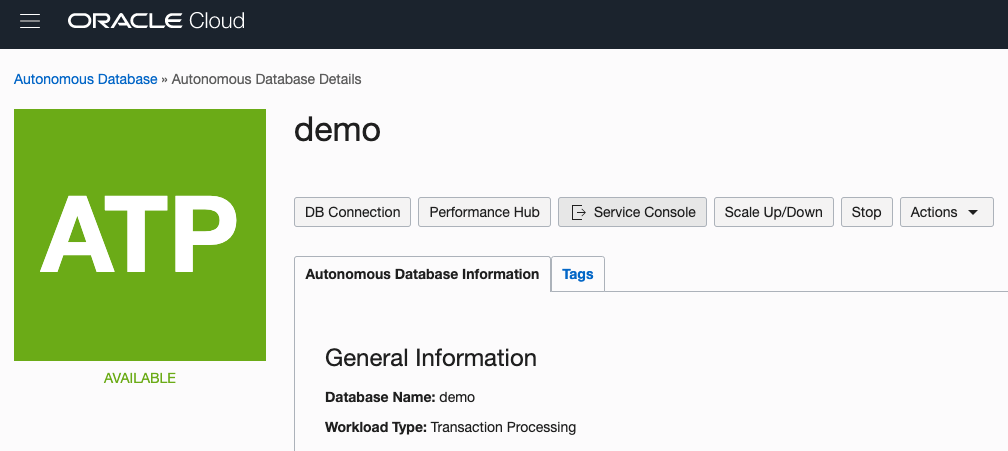 ORACLE Cloud
Autonomous Database » Autonomous Database Details
ATP
AVAILABLE
demo
DB Connection Performance Hub Service Console Scale Up/Down Stop Actions
Autonomous Database Information Tags
General Information
Database Name: demo
Workload Type: Transaction Processing